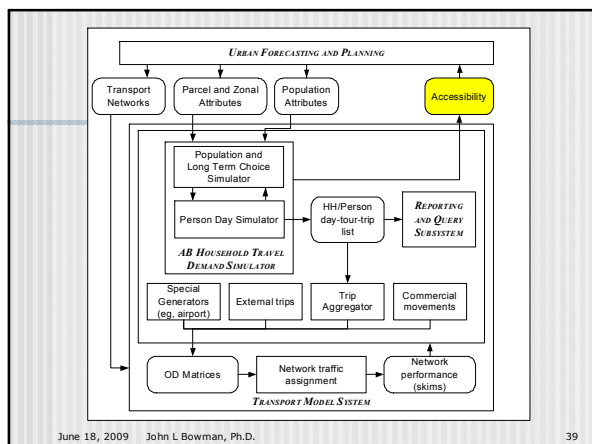 URBAN FORECASTING AND PLANNING
Transport
Networks
Parcel and Zonal
Attributes
Population
Attributes
Accessibility
Population and
Long Term Choice
Simulator
Person Day Simulator
AB HOUSEHOLD TRAVEL
DEMAND SIMULATOR
HH/Person
day-tour-trip
list
REPORTING
AND QUERY
SUBSYSTEM
Special
Generators
(eg, airport)
External trips
Trip
Aggregator
Commercial
movements
OD Matrices
Network traffic
assignment
Network
performance
(skims)
TRANSPORT MODEL SYSTEM
June 18, 2009 John L Bowman, Ph.D. 39